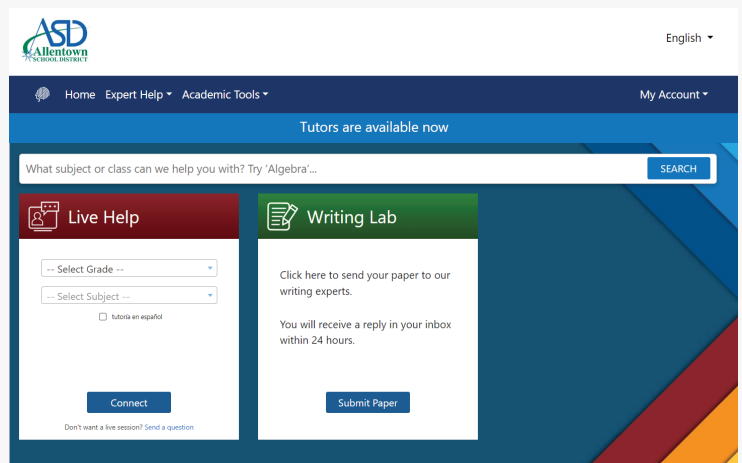 ASD
Allentown
SCHOOL DISTRICT
English
Home Expert Help Academic Tools My Account
Tutors are available now
What subject or class can we help you with? Try 'Algebra'... SEARCH
Live Help
-- Select Grade --
-- Select Subject --
tutoría en español
Connect
Don't want a live session? Send a question
Writing Lab
Click here to send your paper to our
writing experts.
You will receive a reply in your inbox
within 24 hours.
Submit Paper